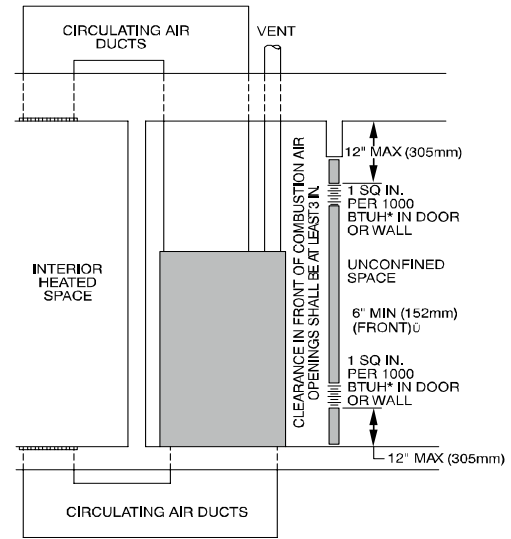 CIRCULATING AIR
DUCTS
VENT
12" MAX (305mm)
1 SQ IN.
PER 1000
BTUH* IN DOOR
OR WALL
CLEARANCE IN FRONT OF COMBUSTION AIR
OPENINGS SHALL BE AT LEAST 3 IN.
INTERIOR
HEATED
SPACE
UNCONFINED
SPACE
6" MIN (152mm)
(FRONT)ü
1 SQ IN.
PER 1000
BTUH* IN DOOR
OR WALL
12" MAX (305mm)
CIRCULATING AIR DUCTS